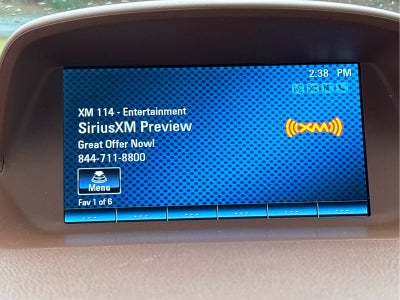 2:38 PM
XM 114 - Entertainment
SiriusXM Preview
((XM))
Great Offer Now!
844-711-8800
Menu
Fav 1 of 6
... ... ... ... ... ...